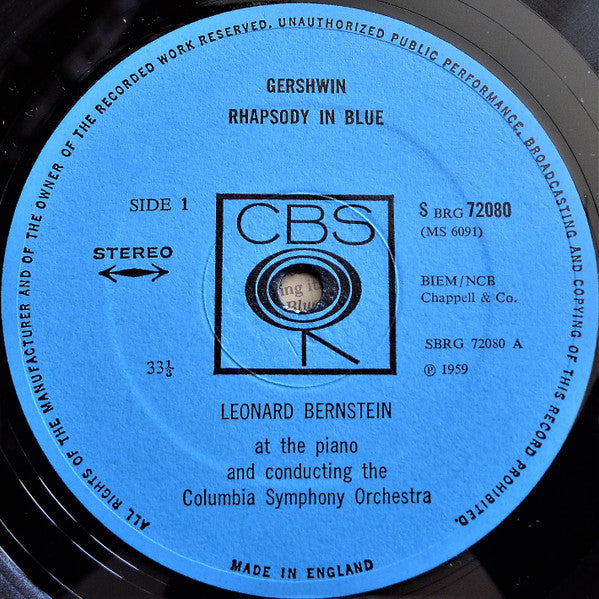 ALL RIGHTS OF THE MANUFACTURER AND OF THE OWNER OF THE RECORDED WORK RESERVED. UNAUTHORIZED PUBLIC PERFORMANCE, BROADCASTING AND COPYING OF THIS RECORD PROHIBITED.
GERSHWIN
RHAPSODY IN BLUE
SIDE 1
STEREO
33⅓
CBS
ing it
Blue
S BRG 72080
(MS 6091)
BIEM/NCB
Chappell & Co.
SBRG 72080 A
℗ 1959
LEONARD BERNSTEIN
at the piano
and conducting the
Columbia Symphony Orchestra
MADE IN ENGLAND